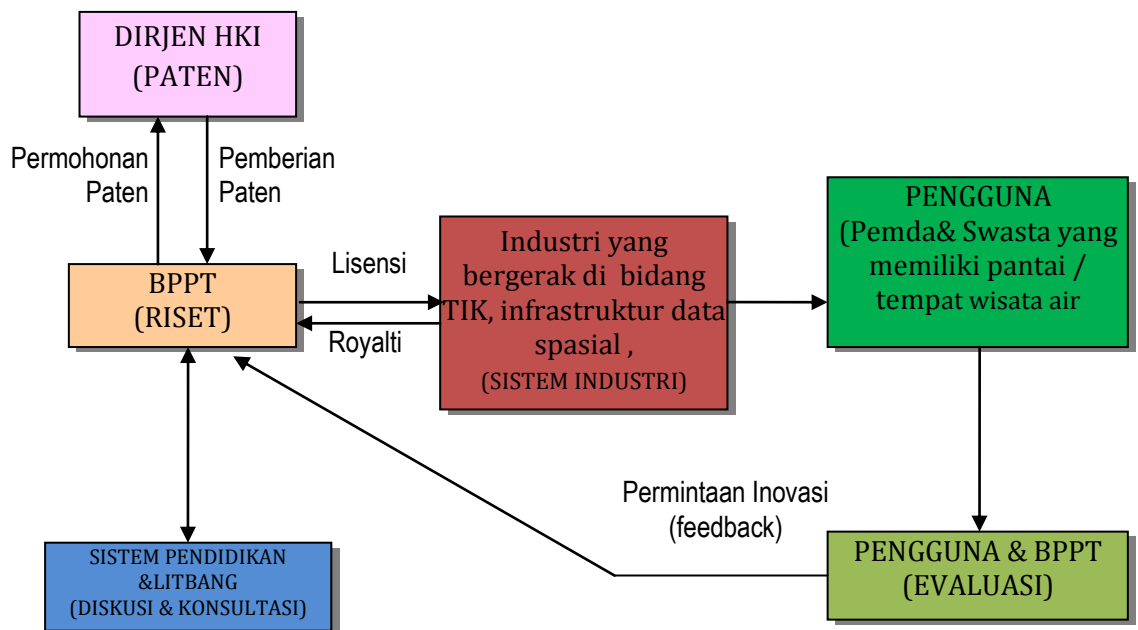 DIRJEN HKI
(PATEN)
Permohonan
Paten
Pemberian
Paten
BPPT
(RISET)
Lisensi
Royalti
Industri yang
bergerak di bidang
TIK, infrastruktur data
spasial ,
(SISTEM INDUSTRI)
PENGGUNA
(Pemda& Swasta yang
memiliki pantai /
tempat wisata air
Permintaan Inovasi
(feedback)
SISTEM PENDIDIKAN
&LITBANG
(DISKUSI & KONSULTASI)
PENGGUNA & BPPT
(EVALUASI)